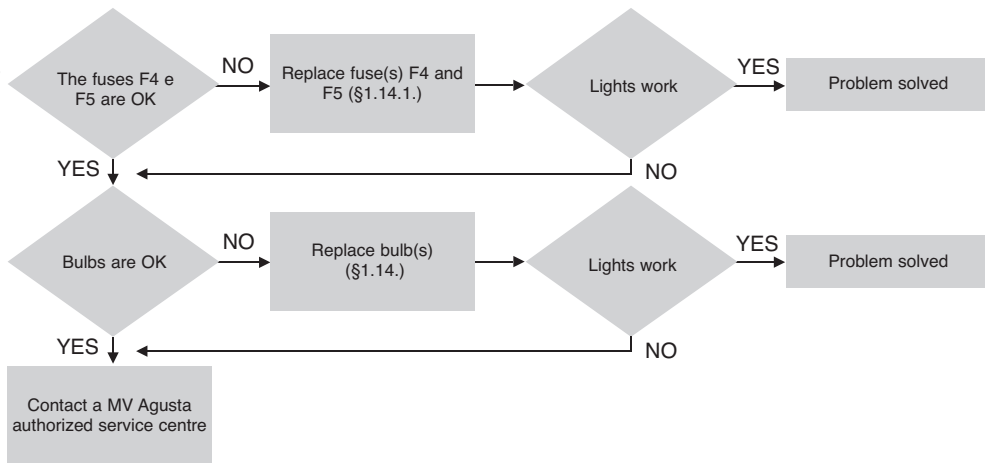 The fuses F4 e
F5 are OK
NO
Replace fuse(s) F4 and
F5 (§1.14.1.)
Lights work
YES
Problem solved
YES
NO
Bulbs are OK
NO
Replace bulb(s)
(§1.14.)
Lights work
YES
Problem solved
YES
NO
Contact a MV Agusta
authorized service centre